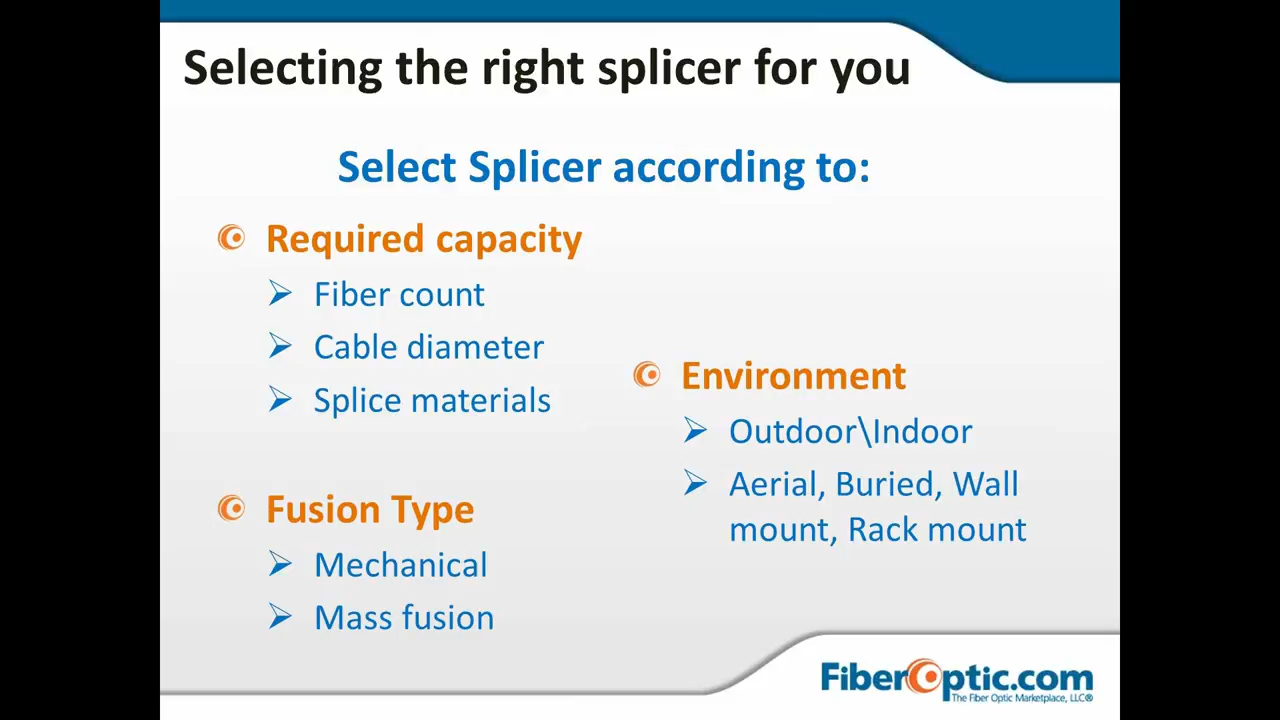 Selecting the right splicer for you
Select Splicer according to:
Required capacity
Fiber count
Cable diameter
Splice materials
Fusion Type
Mechanical
Mass fusion
Environment
Outdoor\Indoor
Aerial, Buried, Wall
mount, Rack mount
FiberOptic.com
The Fiber Optic Marketplace, LLC®